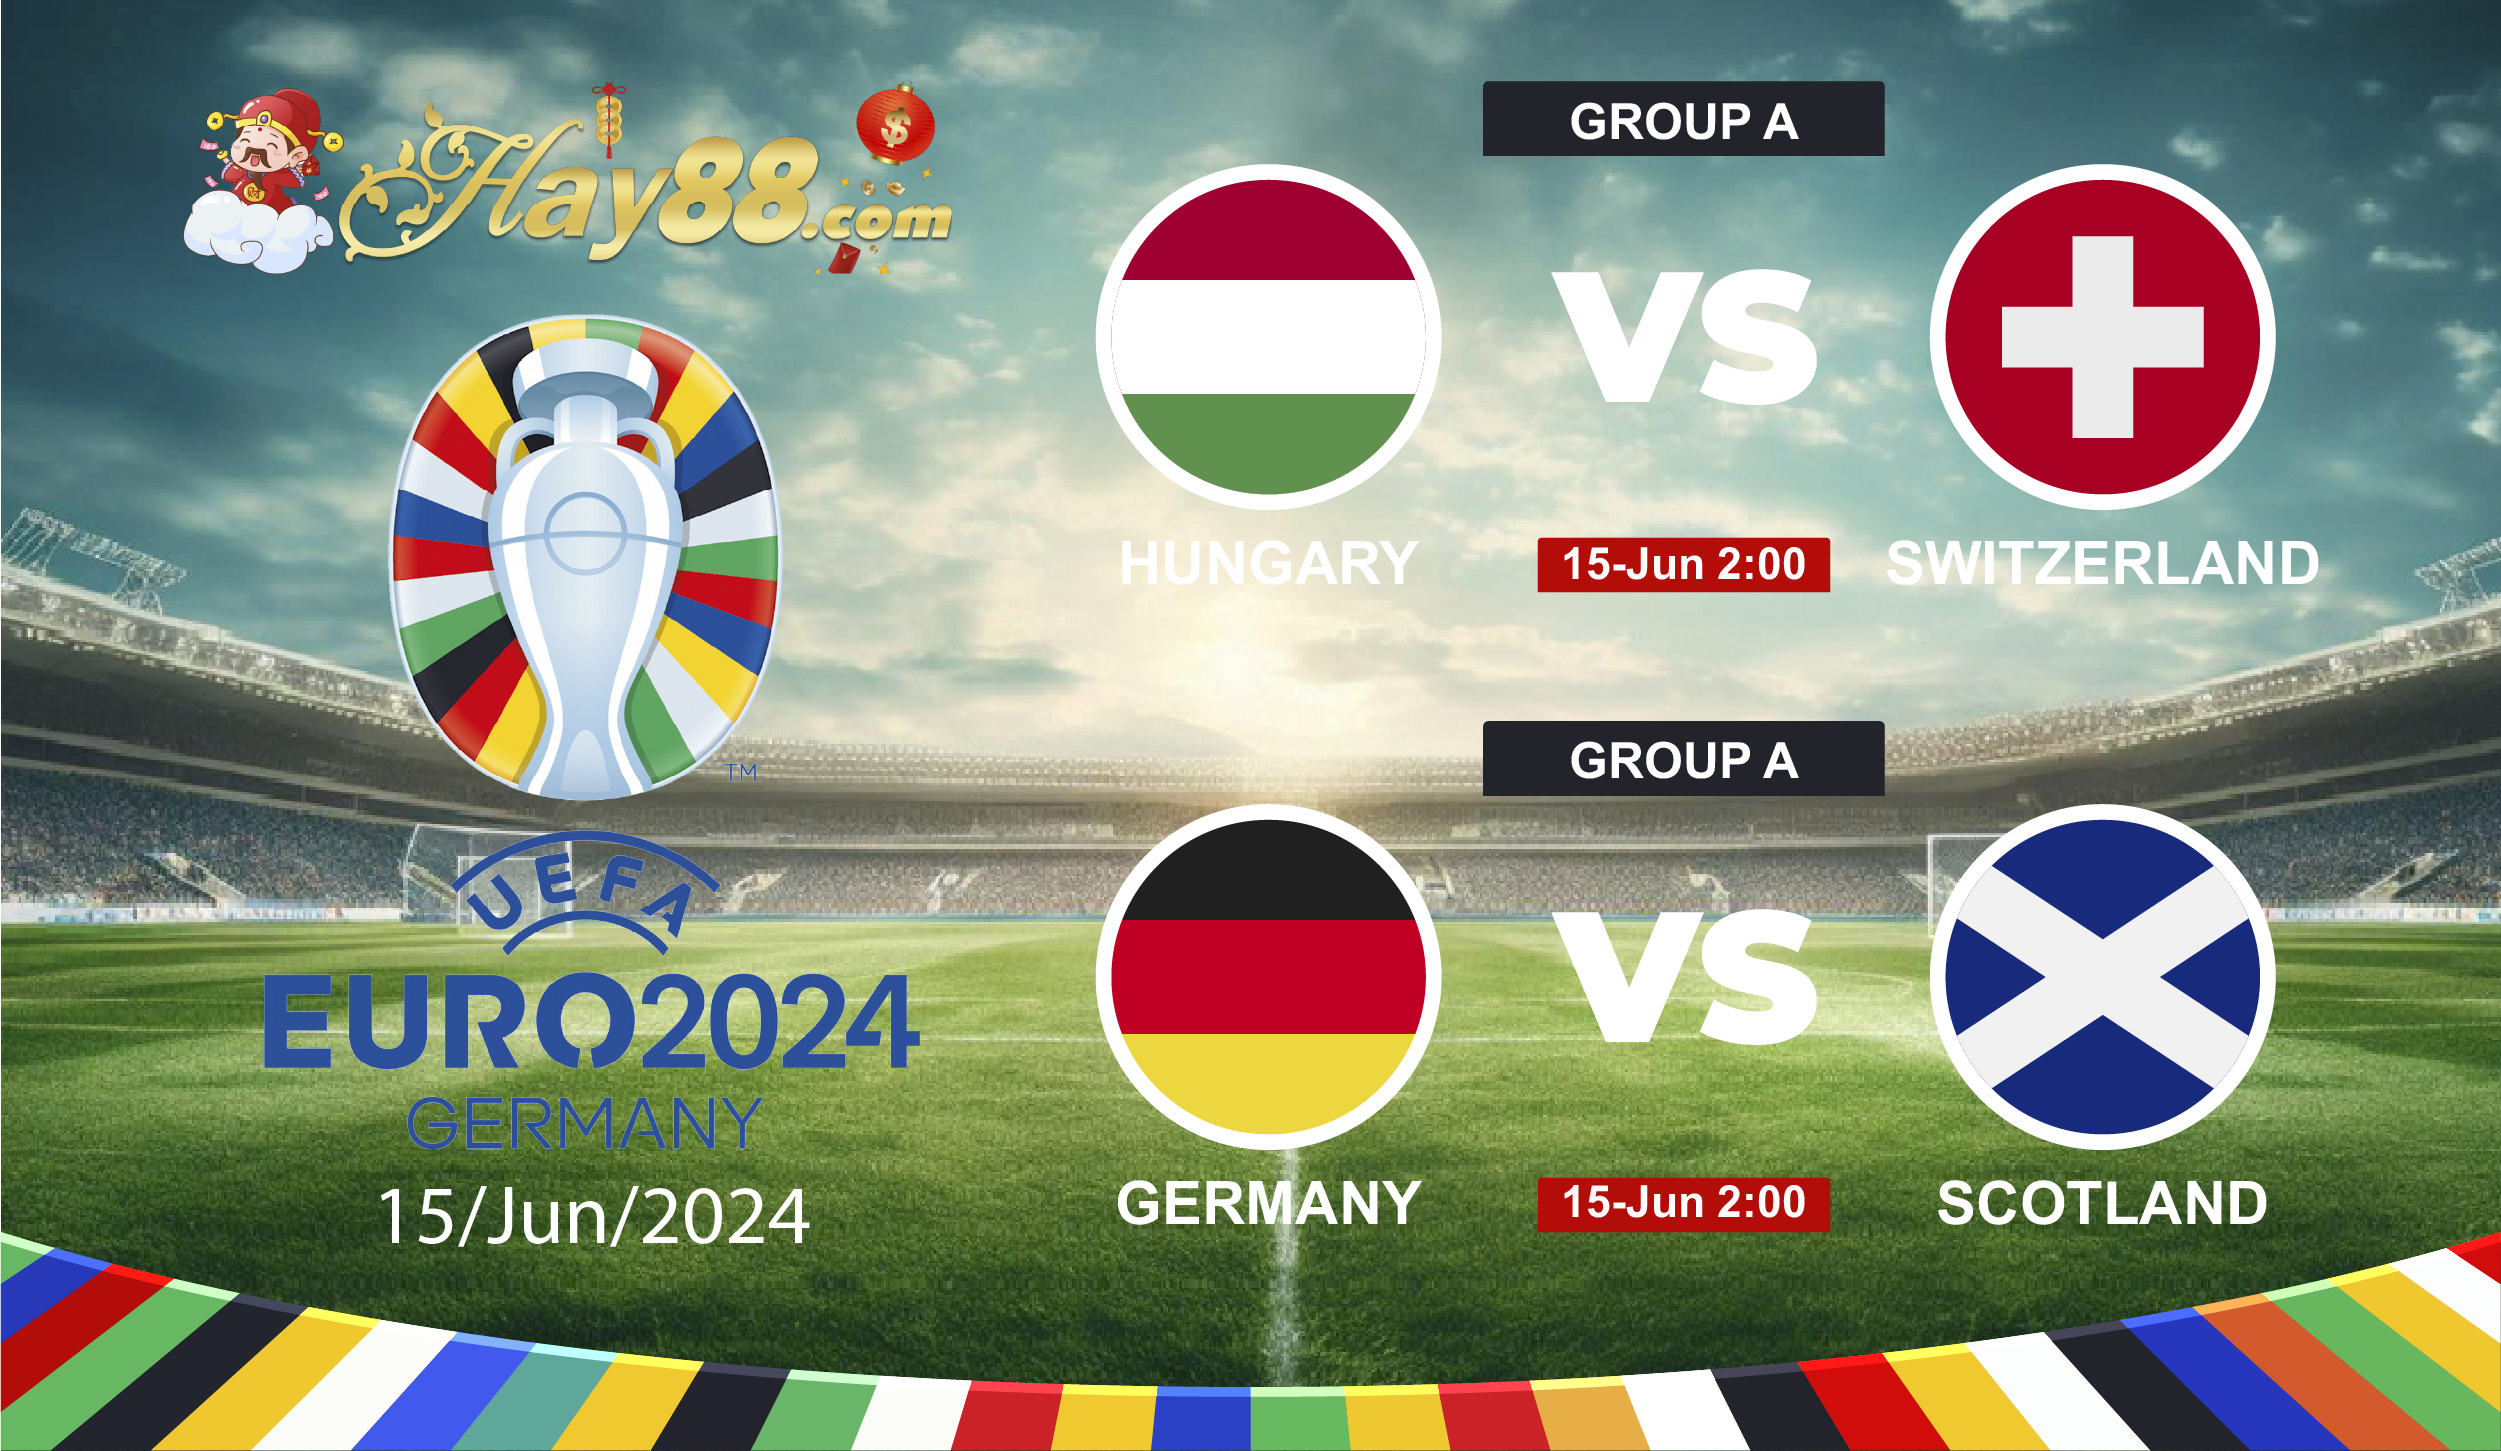 Hay88.com
TM
UEFA
EURO2024
GERMANY
15/Jun/2024
GROUP A
VS
HUNGARY
15-Jun 2:00
SWITZERLAND
GROUP A
VS
GERMANY
15-Jun 2:00
SCOTLAND